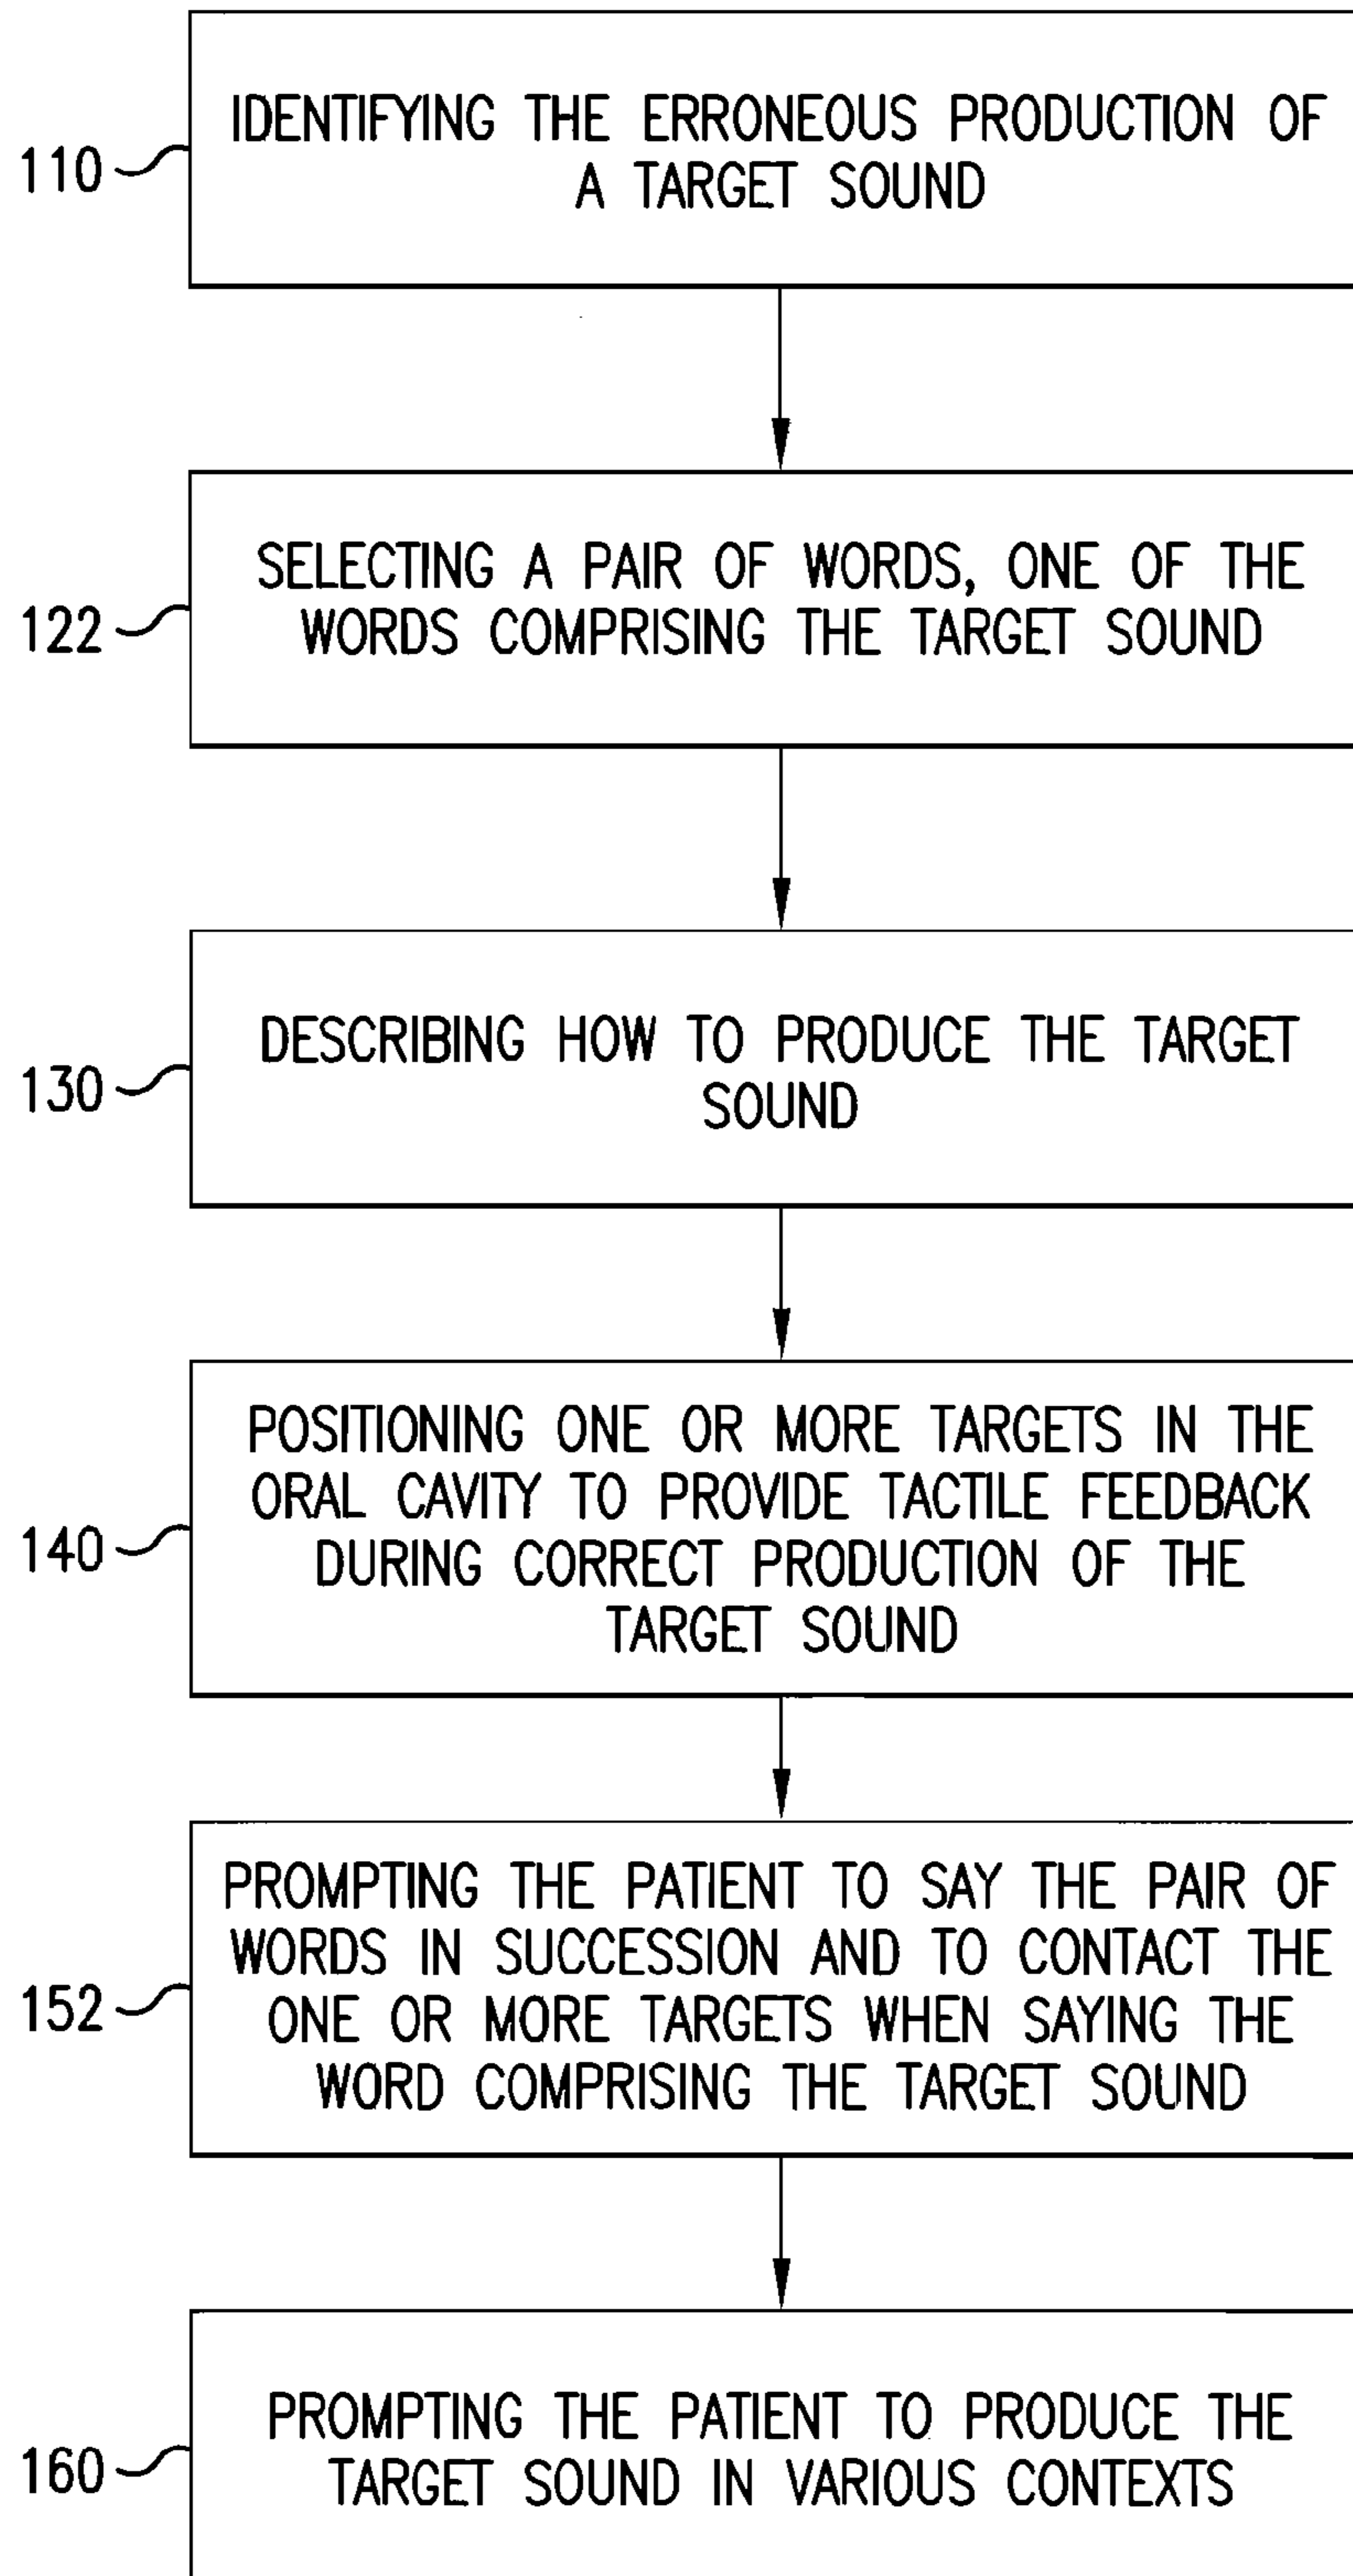 IDENTIFYING THE ERRONEOUS PRODUCTION OF
A TARGET SOUND
110
SELECTING A PAIR OF WORDS, ONE OF THE
WORDS COMPRISING THE TARGET SOUND
122
DESCRIBING HOW TO PRODUCE THE TARGET
SOUND
130
POSITIONING ONE OR MORE TARGETS IN THE
ORAL CAVITY TO PROVIDE TACTILE FEEDBACK
DURING CORRECT PRODUCTION OF THE
TARGET SOUND
140
PROMPTING THE PATIENT TO SAY THE PAIR OF
WORDS IN SUCCESSION AND TO CONTACT THE
ONE OR MORE TARGETS WHEN SAYING THE
WORD COMPRISING THE TARGET SOUND
152
PROMPTING THE PATIENT TO PRODUCE THE
TARGET SOUND IN VARIOUS CONTEXTS
160